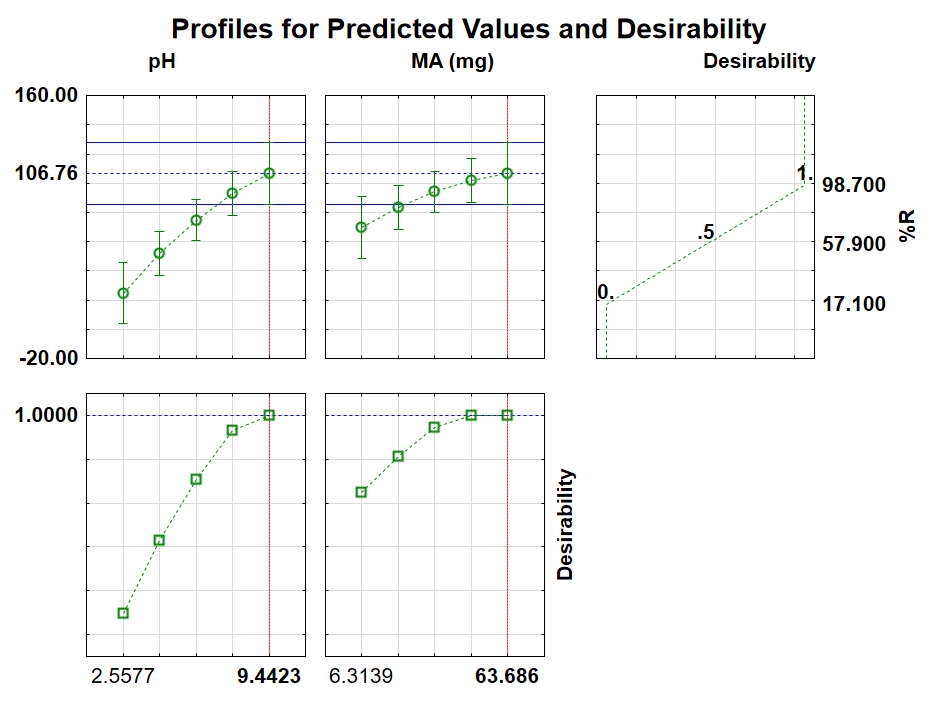 Profiles for Predicted Values and Desirability
pH
MA (mg)
Desirability
160.00
106.76
-20.00
1.
.5
0.
98.700
57.900
17.100
%R
1.0000
Desirability
2.5577
9.4423
6.3139
63.686